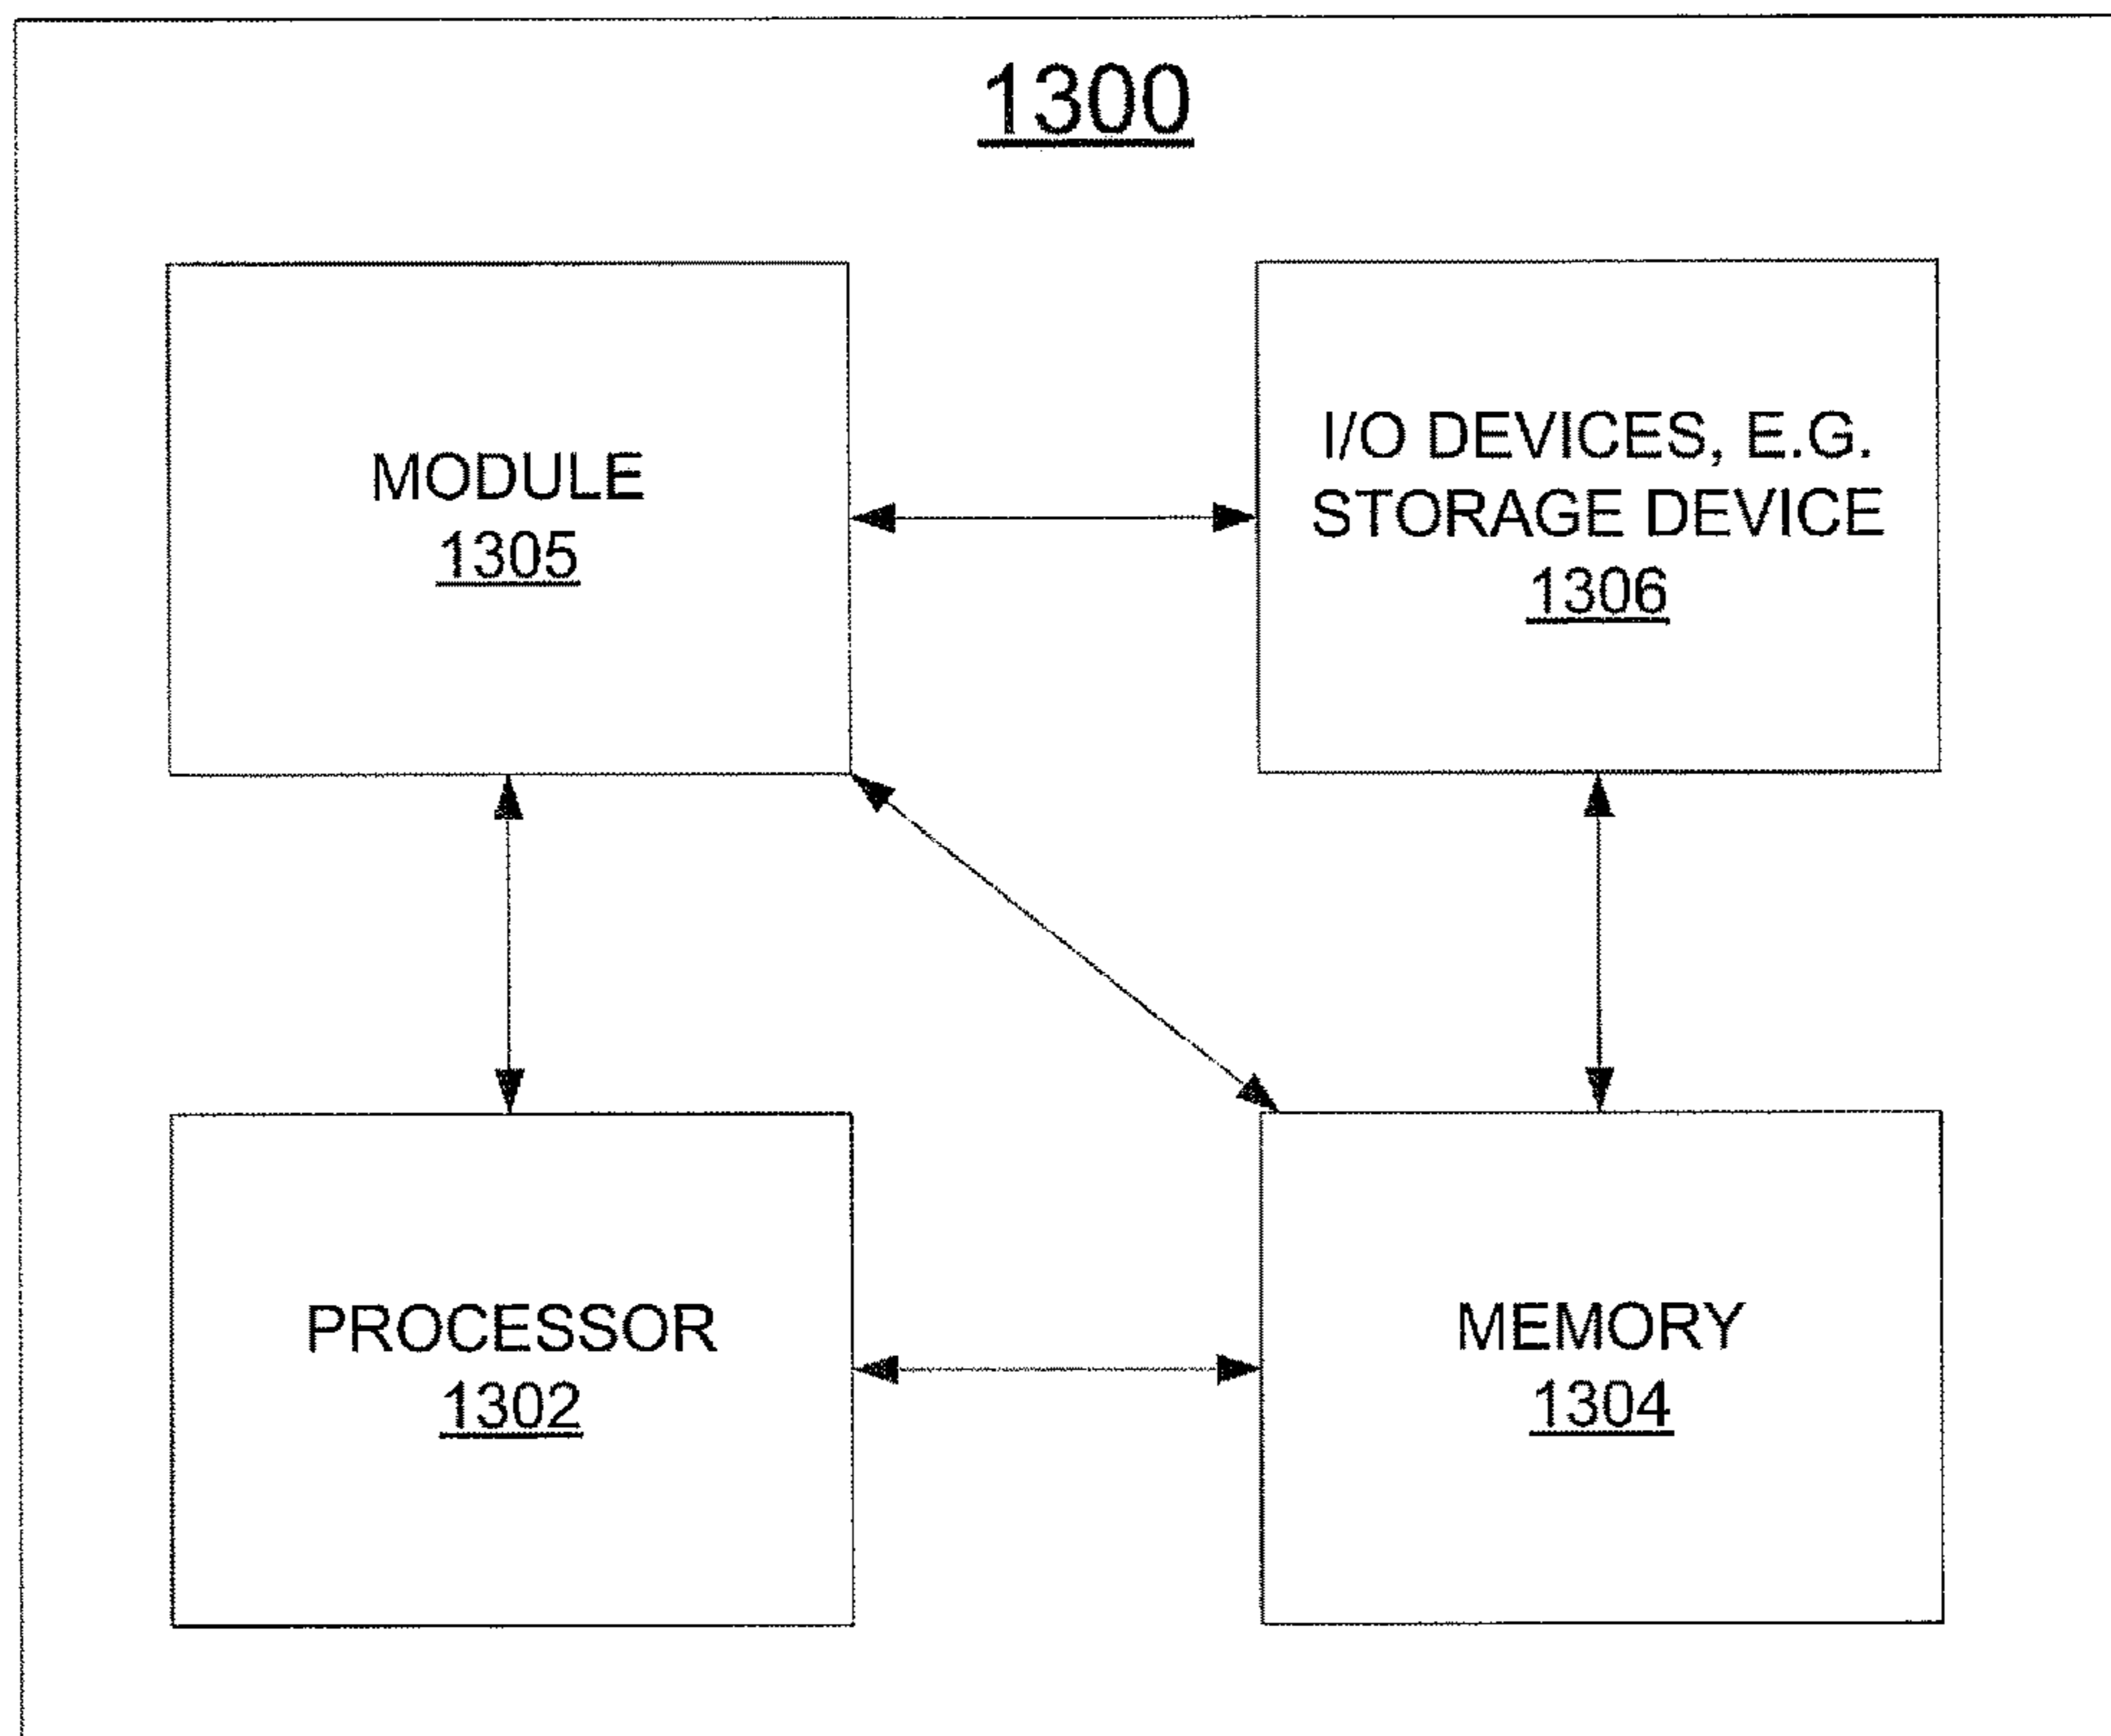 1300
MODULE
1305
I/O DEVICES, E.G.
STORAGE DEVICE
1306
PROCESSOR
1302
MEMORY
1304